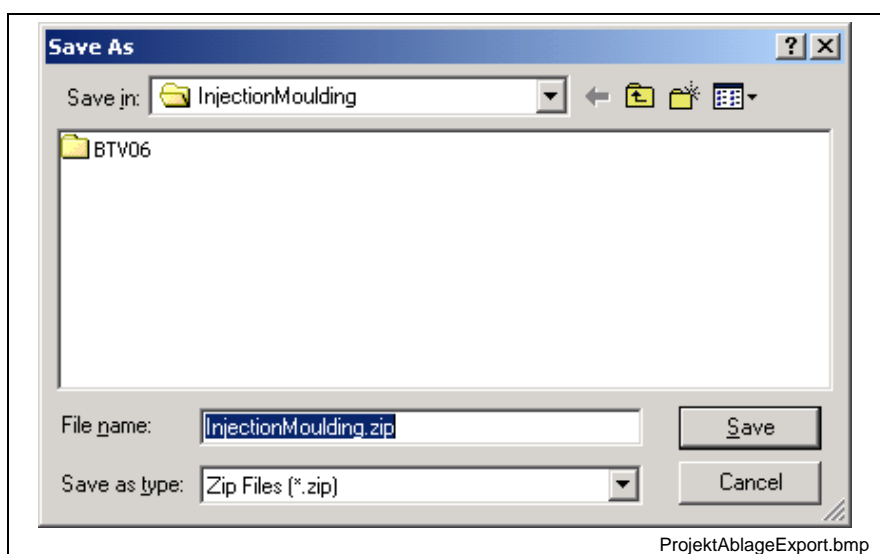 Save As
Save in: InjectionMoulding
BTV06
File name: InjectionMoulding.zip Save
Save as type: Zip Files (*.zip) Cancel
ProjektAblageExport.bmp